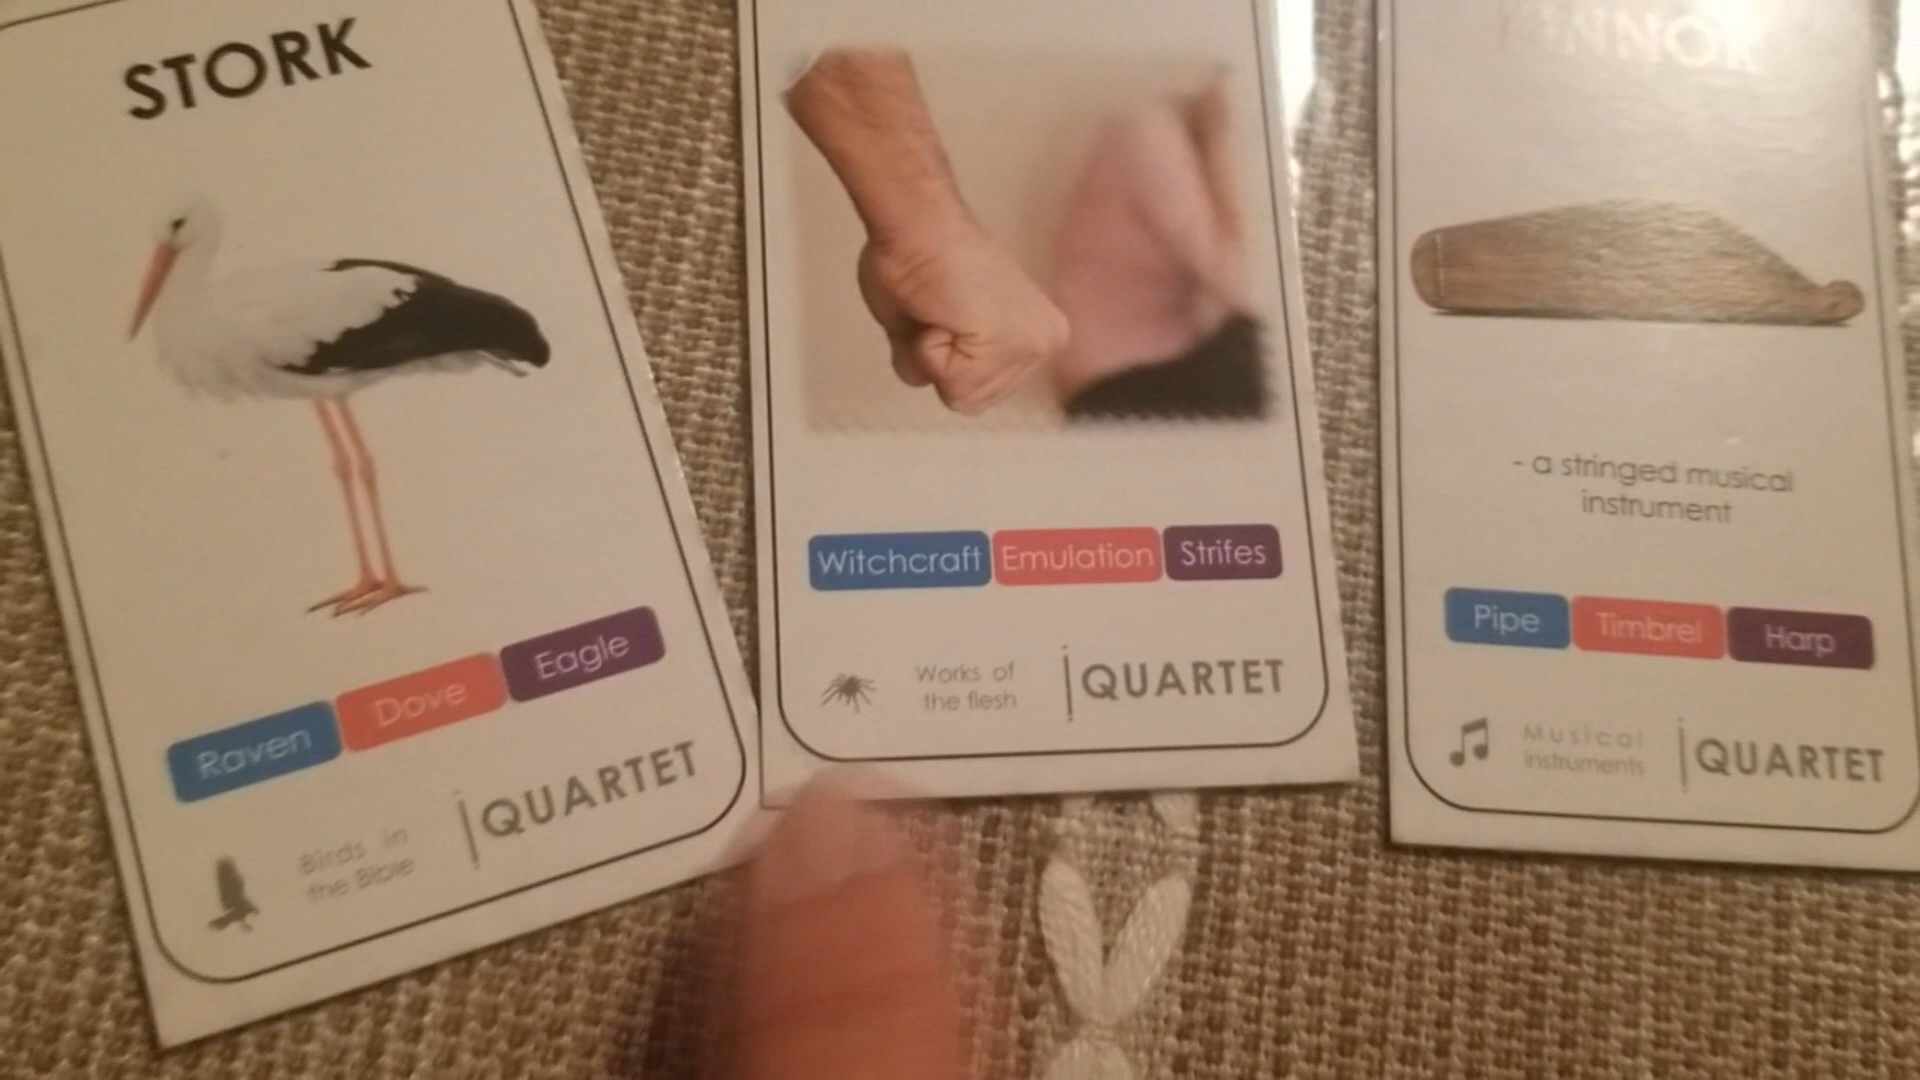 STORK
Raven Dove Eagle
Birds in
the Bible
QUARTET
Witchcraft Emulation Strifes
Works of
the flesh
QUARTET
- a stringed musical
instrument
Pipe Timbrel Harp
Musical
instruments
QUARTET